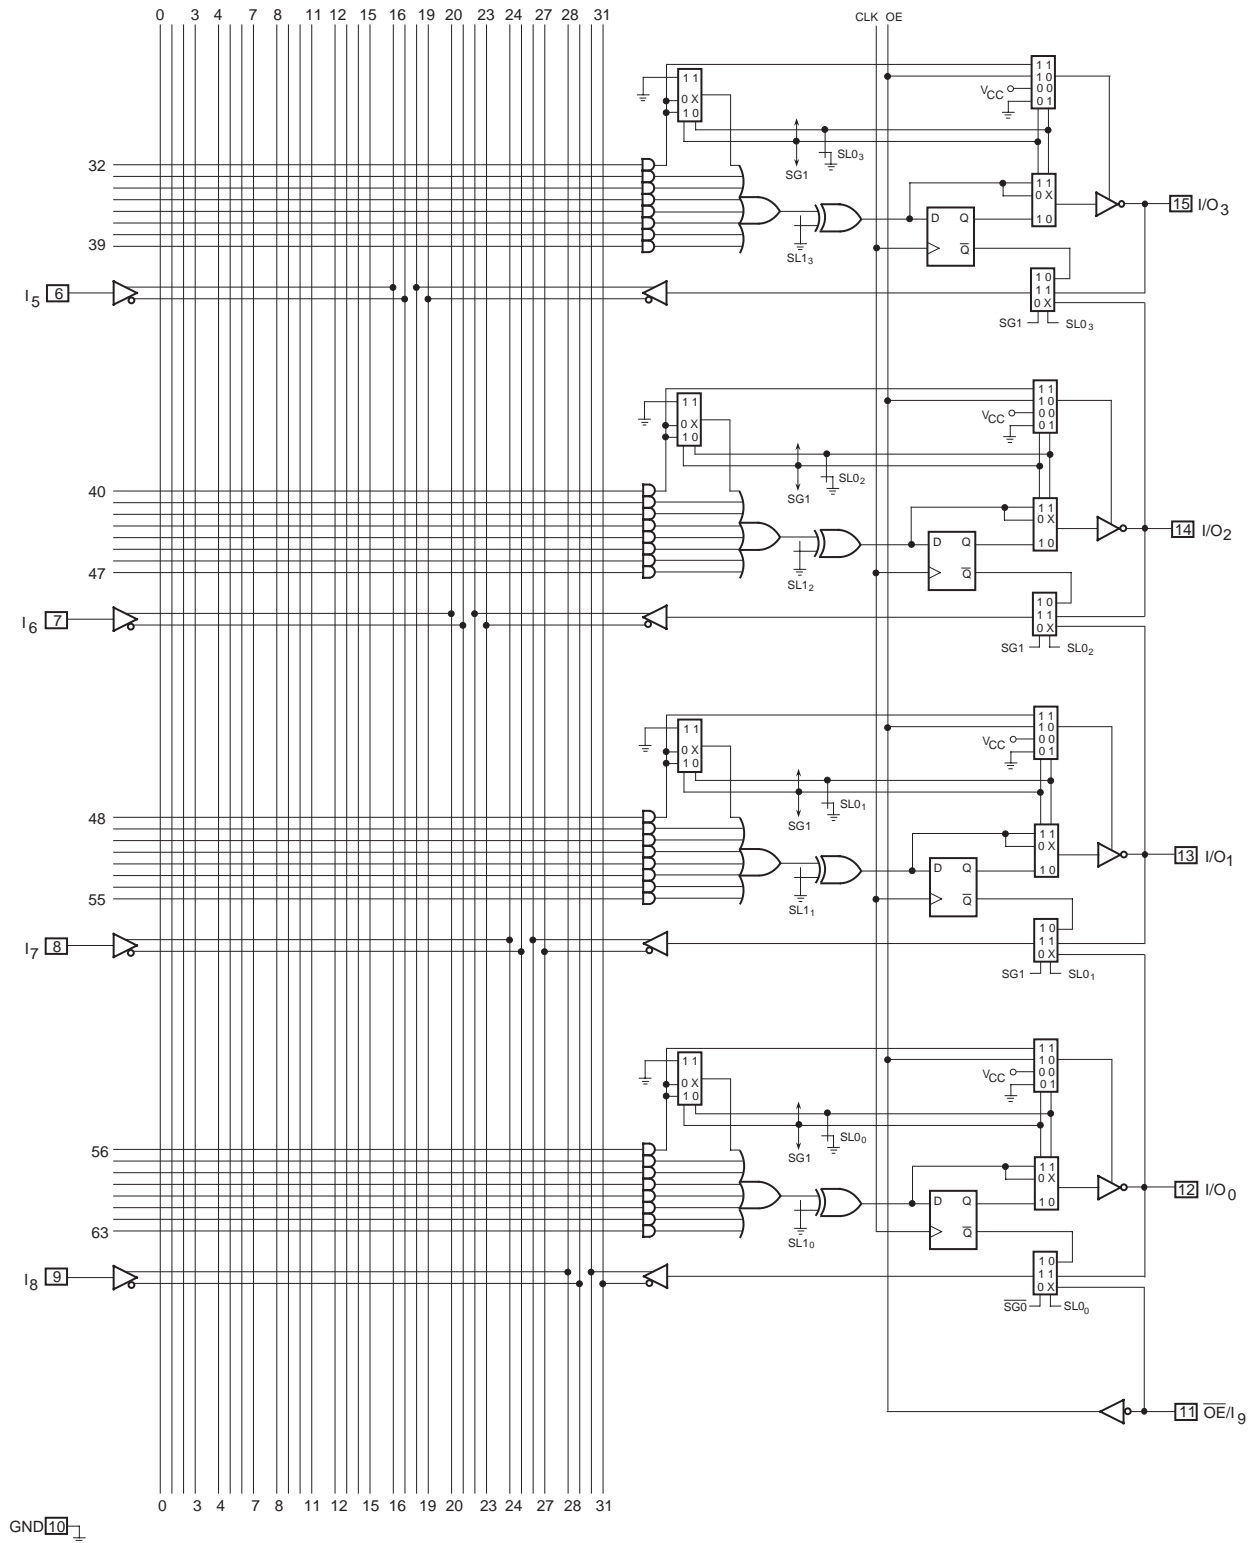 0 3 4 7 8 11 12 15 16 19 20 23 24 27 28 31
CLK OE
1 1
0 X
1 0
1 1
1 0
0 0
0 1
VCC
SL03
SG1
32
39
SL13
D Q
Q̅
1 1
0 X
1 0
15 I/O3
I5 6
1 0
1 1
0 X
SG1 SL03
1 1
0 X
1 0
1 1
1 0
0 0
0 1
VCC
SL02
SG1
40
47
SL12
D Q
Q̅
1 1
0 X
1 0
14 I/O2
I6 7
1 0
1 1
0 X
SG1 SL02
1 1
0 X
1 0
1 1
1 0
0 0
0 1
VCC
SL01
SG1
48
55
SL11
D Q
Q̅
1 1
0 X
1 0
13 I/O1
I7 8
1 0
1 1
0 X
SG1 SL01
1 1
0 X
1 0
1 1
1 0
0 0
0 1
VCC
SL00
SG1
56
63
SL10
D Q
Q̅
1 1
0 X
1 0
12 I/O0
I8 9
1 0
1 1
0 X
S̅G̅0̅ SL00
11 O̅E̅/I9
0 3 4 7 8 11 12 15 16 19 20 23 24 27 28 31
GND 10